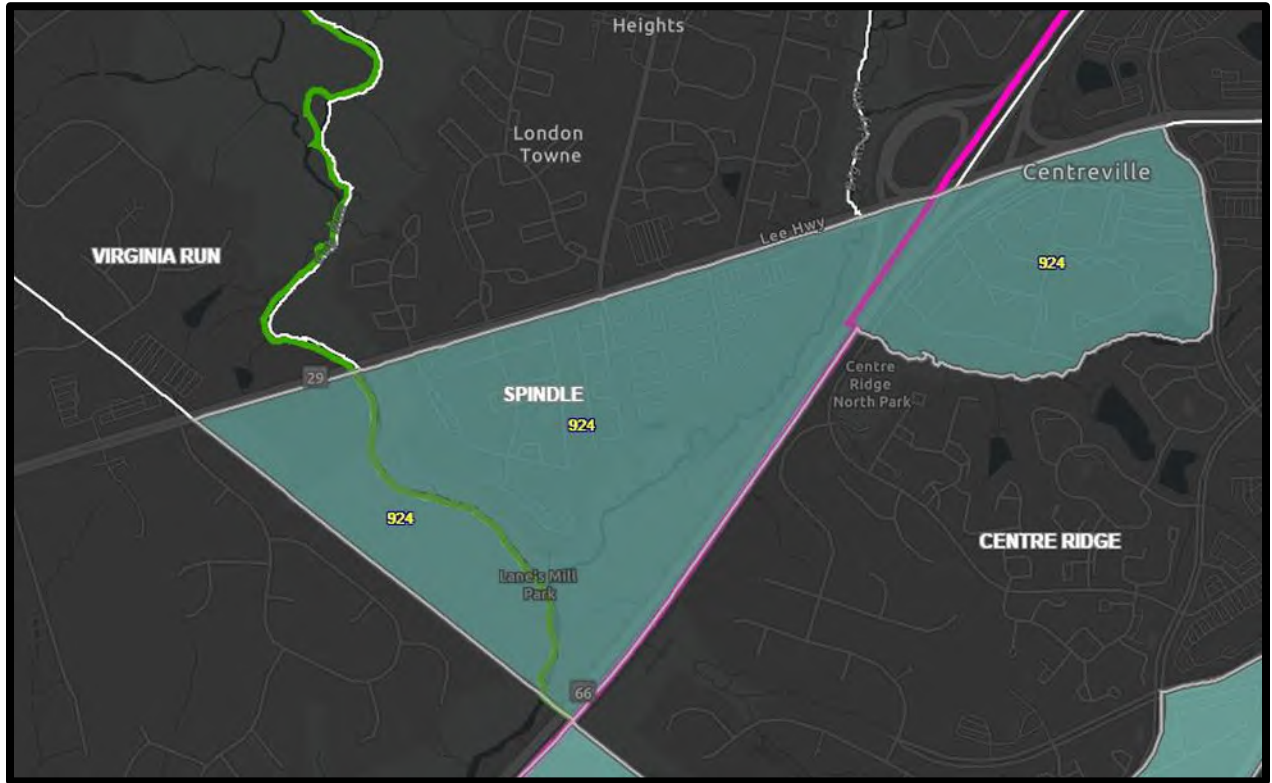 Heights
London
Towne
Centreville
Lee Hwy
VIRGINIA RUN
924
29
SPINDLE
924
Centre
Ridge
North Park
924
CENTRE RIDGE
Lane's Mill
Park
66